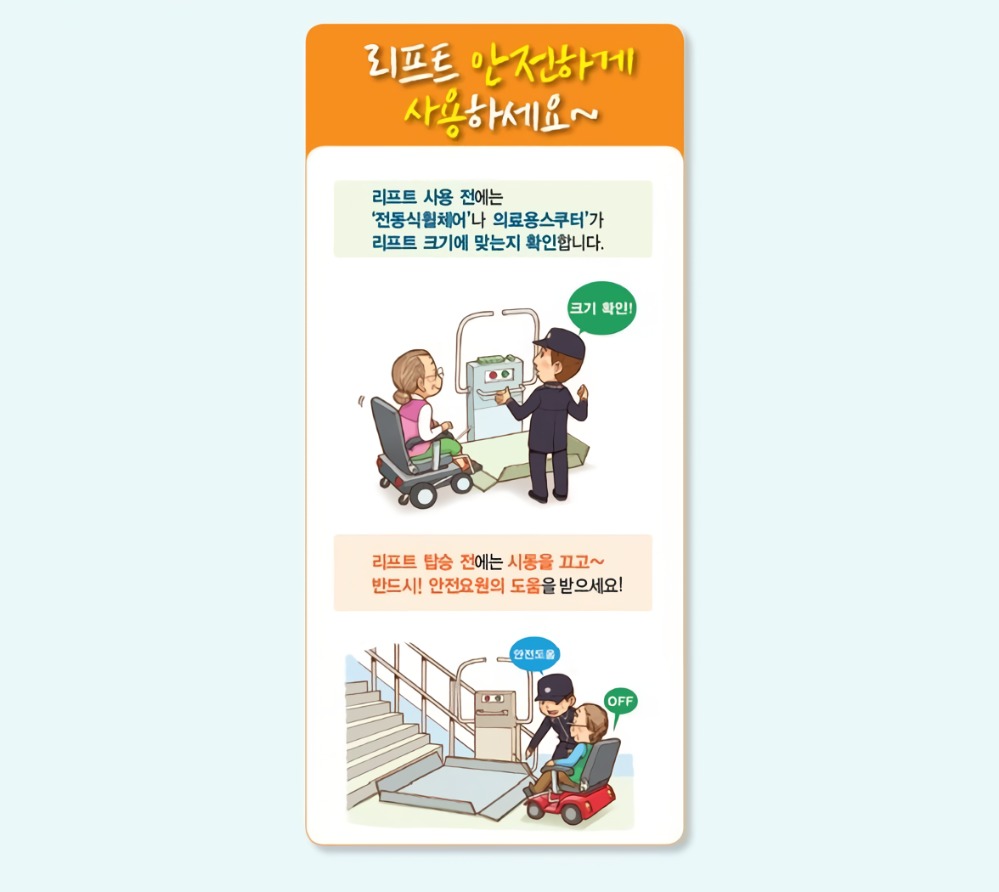 리프트 안전하게
사용하세요~
리프트 사용 전에는
‘전동식휠체어’나 의료용스쿠터’가
리프트 크기에 맞는지 확인합니다.
크기 확인!
리프트 탑승 전에는 시동을 끄고~
반드시! 안전요원의 도움을 받으세요!
안전도움
OFF